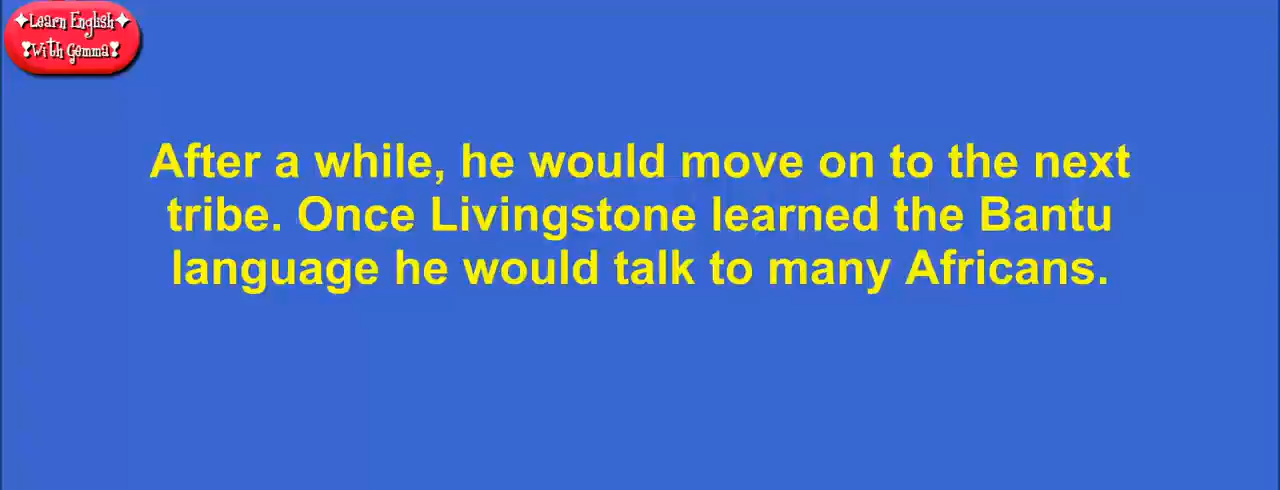 ✦Learn English✦
❣With Gemma❣
After a while, he would move on to the next
tribe. Once Livingstone learned the Bantu
language he would talk to many Africans.